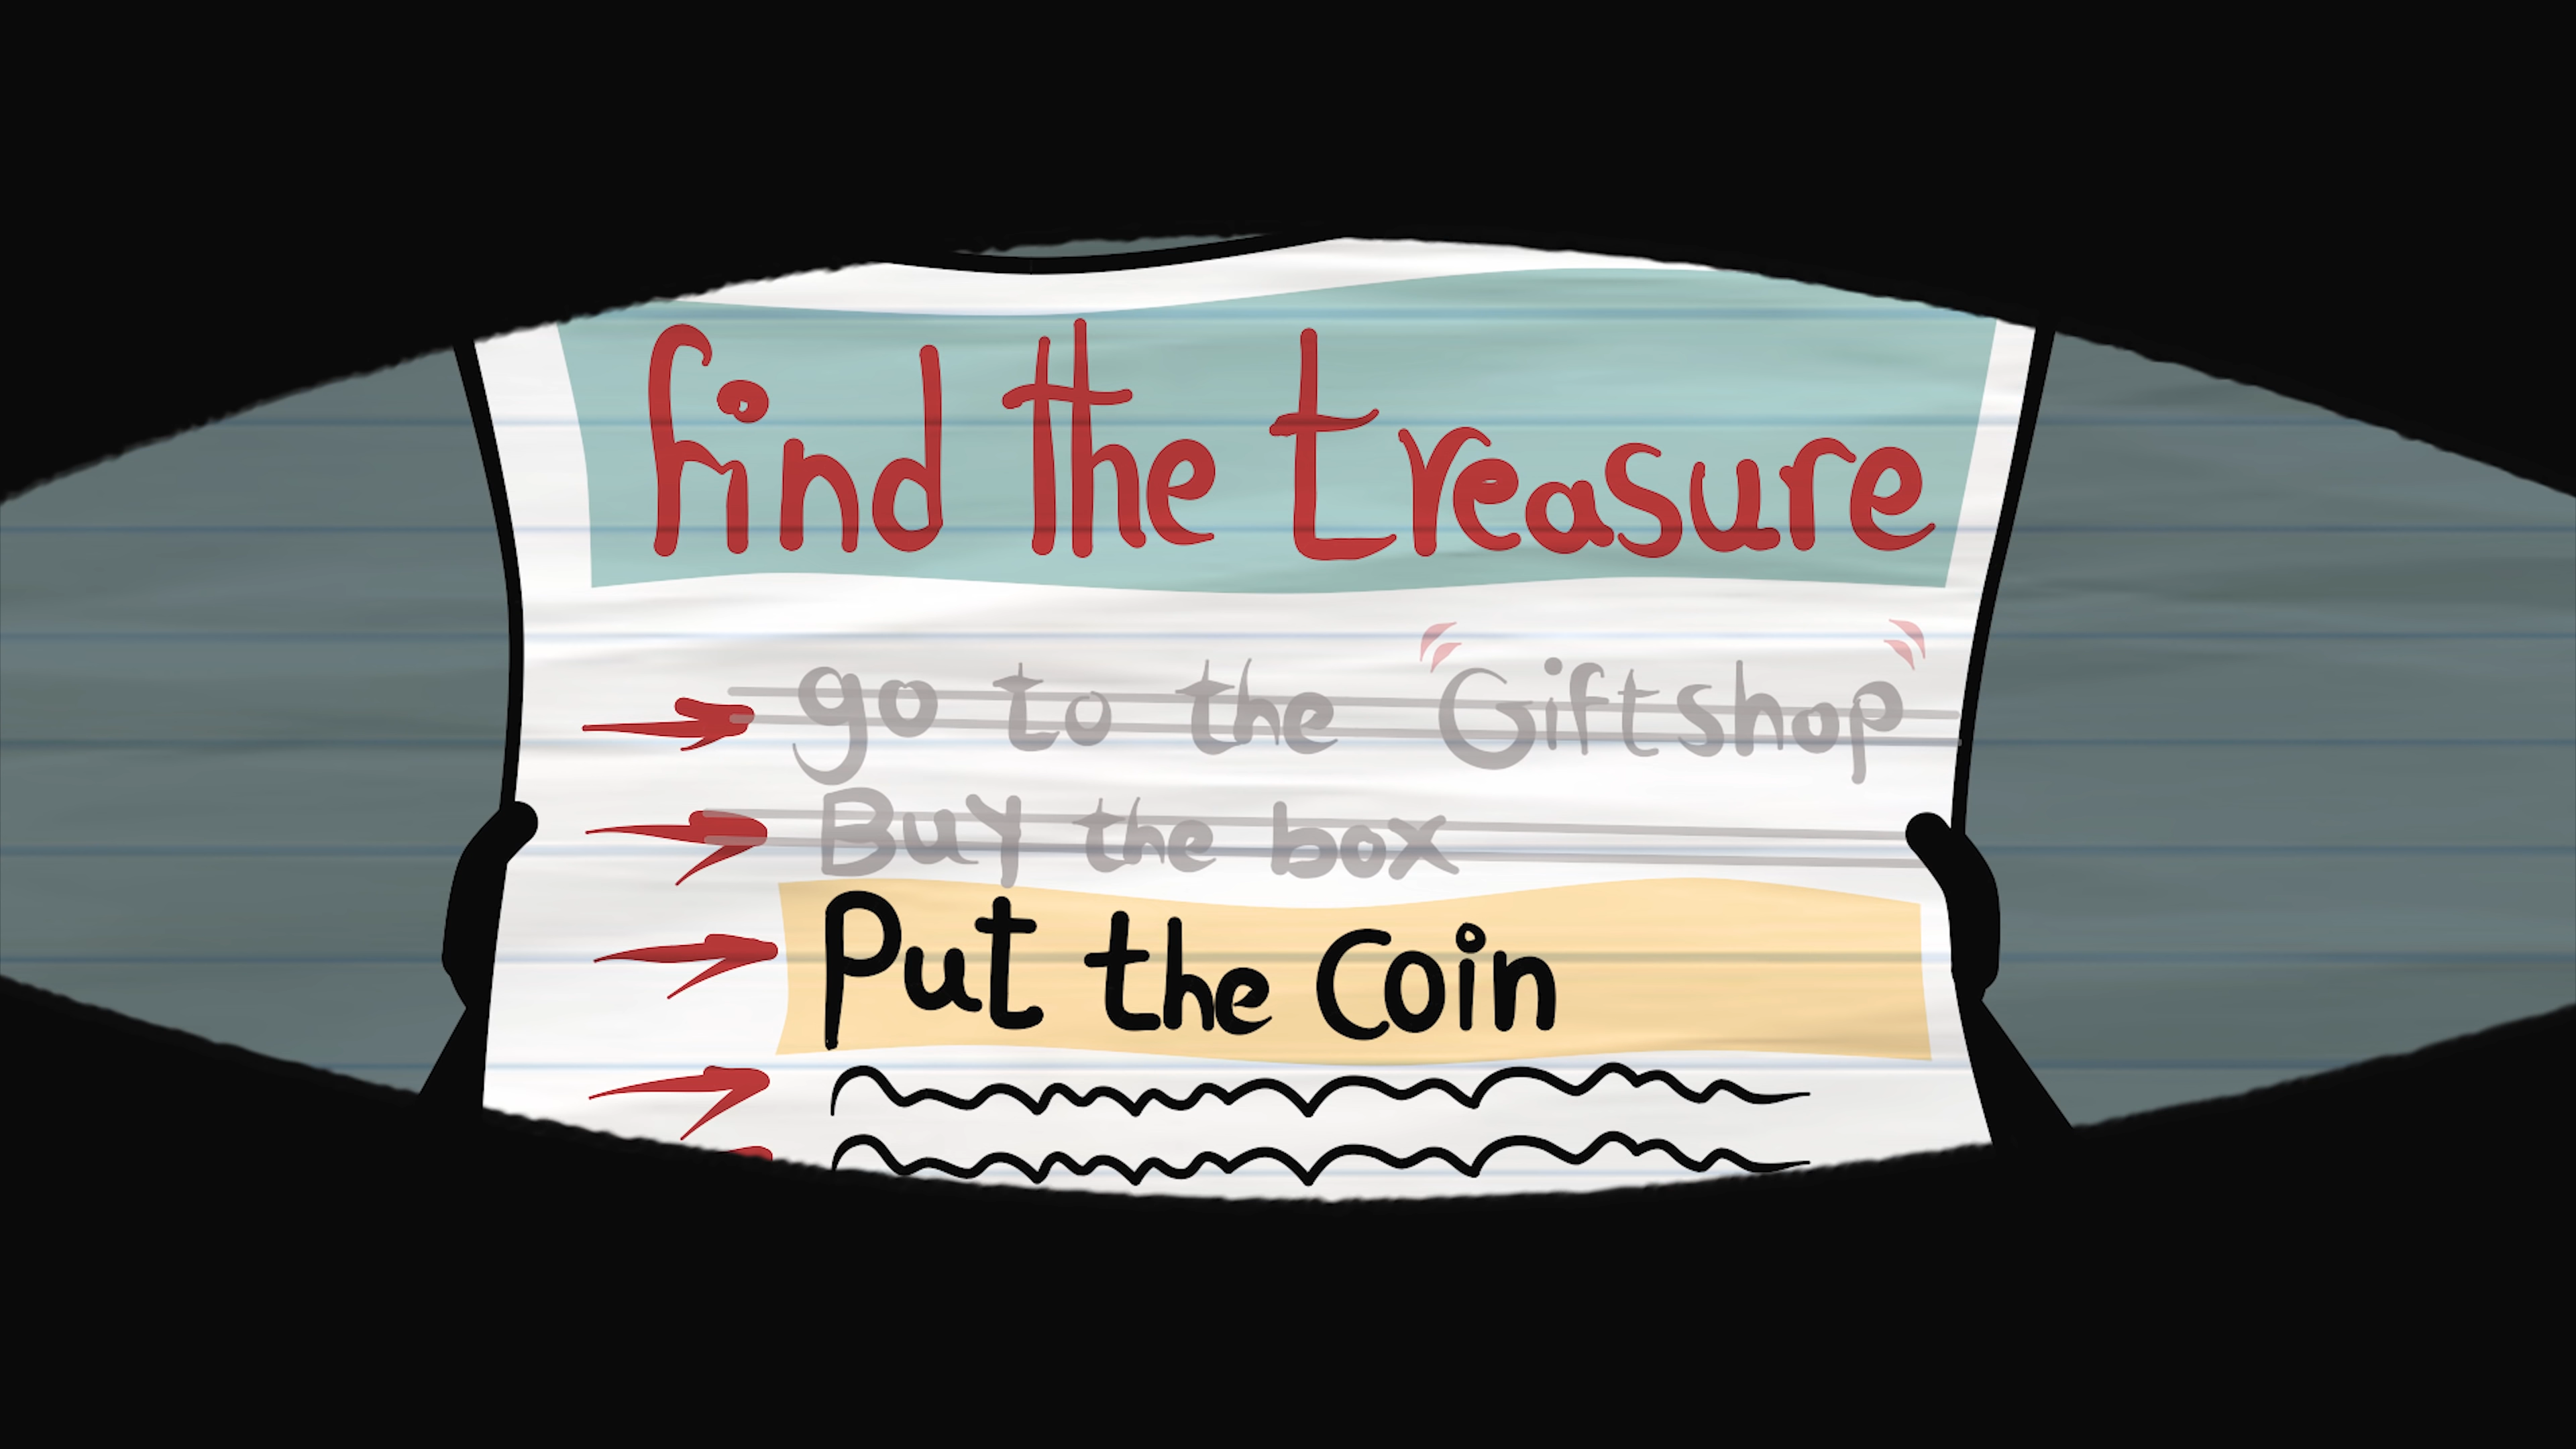 find the treasure
go to the "Giftshop"
Buy the box
Put the Coin